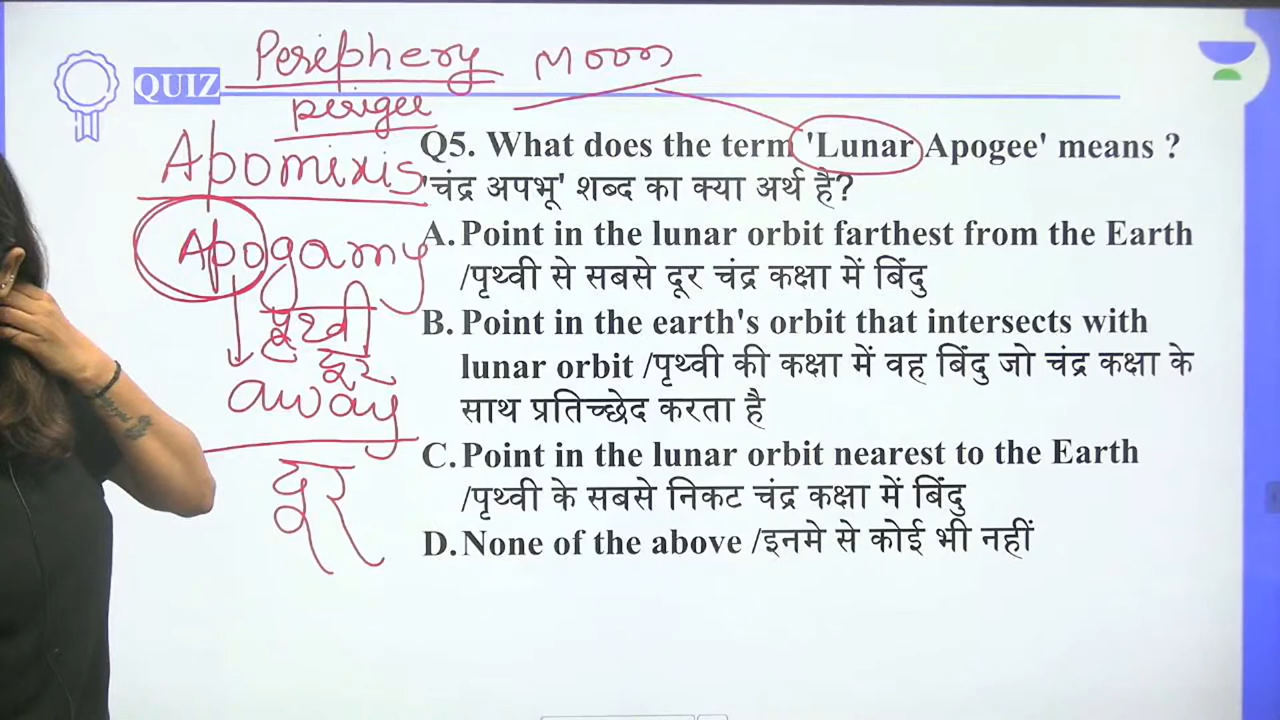 Periphery Moon
QUIZ
perigee
Apomixis
Q5. What does the term 'Lunar Apogee' means ?
'चंद्र अपभू' शब्द का क्या अर्थ है?
Apogamy
A. Point in the lunar orbit farthest from the Earth
/पृथ्वी से सबसे दूर चंद्र कक्षा में बिंदु
पृथ्वी
दूर
away
B. Point in the earth's orbit that intersects with
lunar orbit /पृथ्वी की कक्षा में वह बिंदु जो चंद्र कक्षा के
साथ प्रतिच्छेद करता है
दूर
C. Point in the lunar orbit nearest to the Earth
/पृथ्वी के सबसे निकट चंद्र कक्षा में बिंदु
D. None of the above /इनमे से कोई भी नहीं